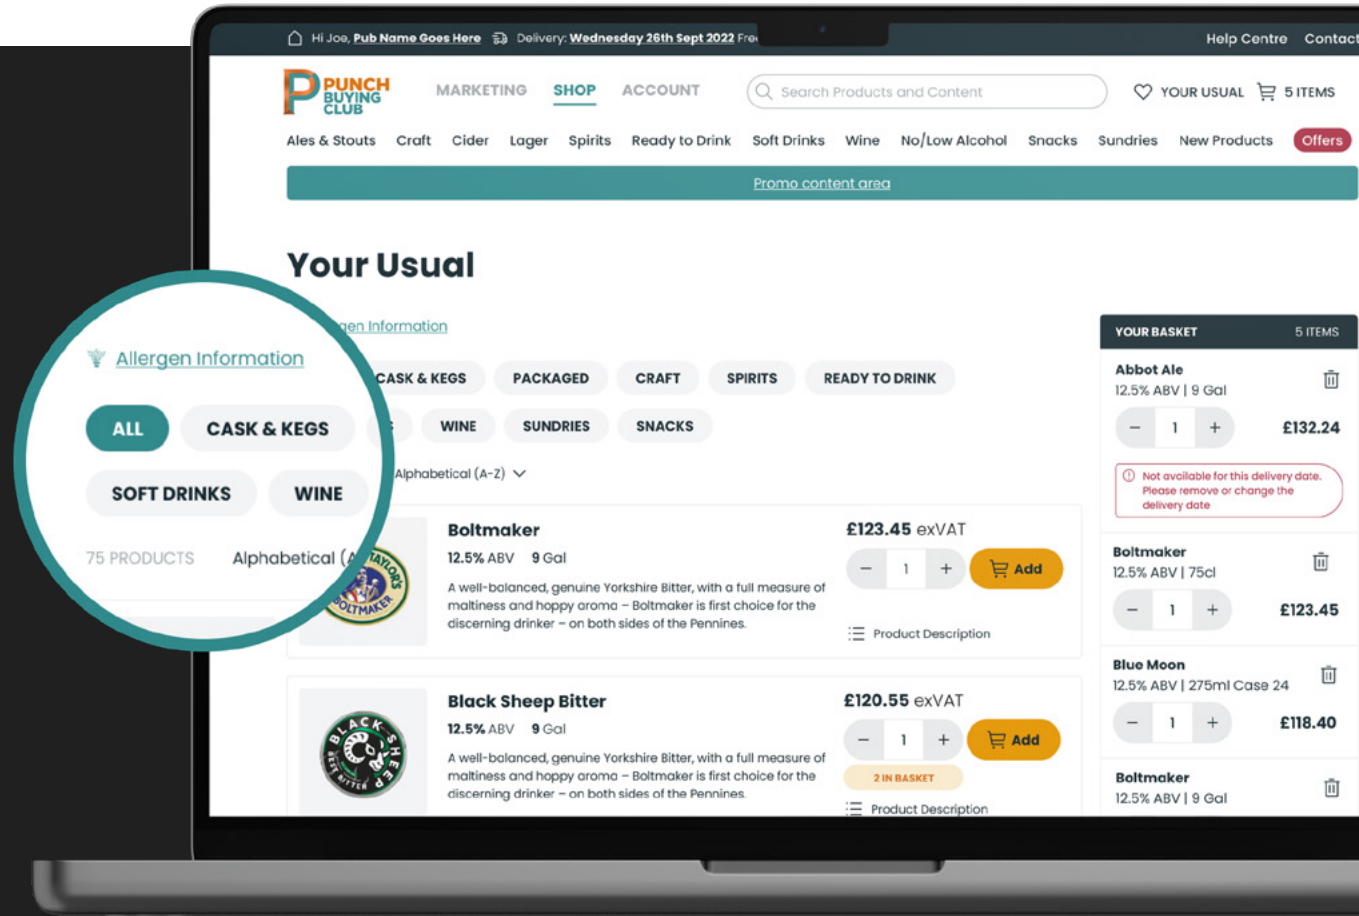 Hi Joe, Pub Name Goes Here Delivery: Wednesday 26th Sept 2022
Help Centre Contact
PUNCH
BUYING
CLUB
MARKETING SHOP ACCOUNT
Search Products and Content
YOUR USUAL 5 ITEMS
Ales & Stouts Craft Cider Lager Spirits Ready to Drink Soft Drinks Wine No/Low Alcohol Snacks Sundries New Products Offers
Promo content area
Your Usual
Information
CASK & KEGS PACKAGED CRAFT SPIRITS READY TO DRINK
WINE SUNDRIES SNACKS
Alphabetical (A-Z)
Allergen Information
ALL CASK & KEGS
SOFT DRINKS WINE
75 PRODUCTS Alphabetical (A
TAYLOR'S
BOLTMAKER
Boltmaker
12.5% ABV 9 Gal
A well-balanced, genuine Yorkshire Bitter, with a full measure of
maltiness and hoppy aroma – Boltmaker is first choice for the
discerning drinker – on both sides of the Pennines.
£123.45 exVAT
- 1 + Add
Product Description
BLACK SHEEP
BEST BITTER
Black Sheep Bitter
12.5% ABV 9 Gal
A well-balanced, genuine Yorkshire Bitter, with a full measure of
maltiness and hoppy aroma – Boltmaker is first choice for the
discerning drinker – on both sides of the Pennines.
£120.55 exVAT
- 1 + Add
2 IN BASKET
Product Description
YOUR BASKET 5 ITEMS
Abbot Ale
12.5% ABV | 9 Gal
- 1 + £132.24
Not available for this delivery date.
Please remove or change the
delivery date
Boltmaker
12.5% ABV | 75cl
- 1 + £123.45
Blue Moon
12.5% ABV | 275ml Case 24
- 1 + £118.40
Boltmaker
12.5% ABV | 9 Gal